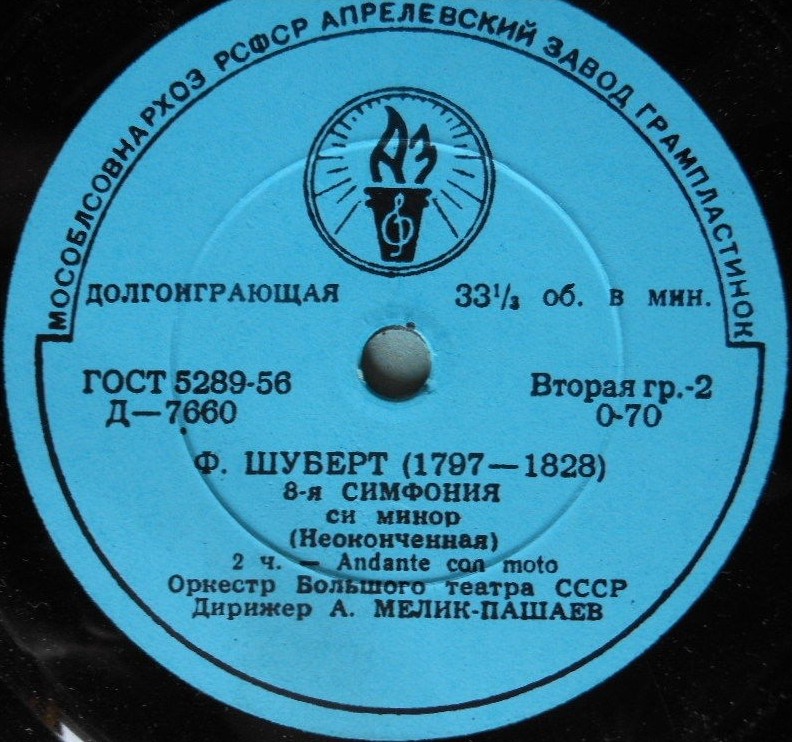 МОСОБЛСОВНАРХОЗ РСФСР АПРЕЛЕВСКИЙ ЗАВОД ГРАМПЛАСТИНОК
АЗ
ДОЛГОИГРАЮЩАЯ 33⅓ об. в мин.
ГОСТ 5289-56 Вторая гр.-2
Д—7660 0-70
Ф. ШУБЕРТ (1797—1828)
8-я СИМФОНИЯ
си минор
(Неоконченная)
2 ч. — Andante con moto
Оркестр Большого театра СССР
Дирижер А. МЕЛИК-ПАШАЕВ